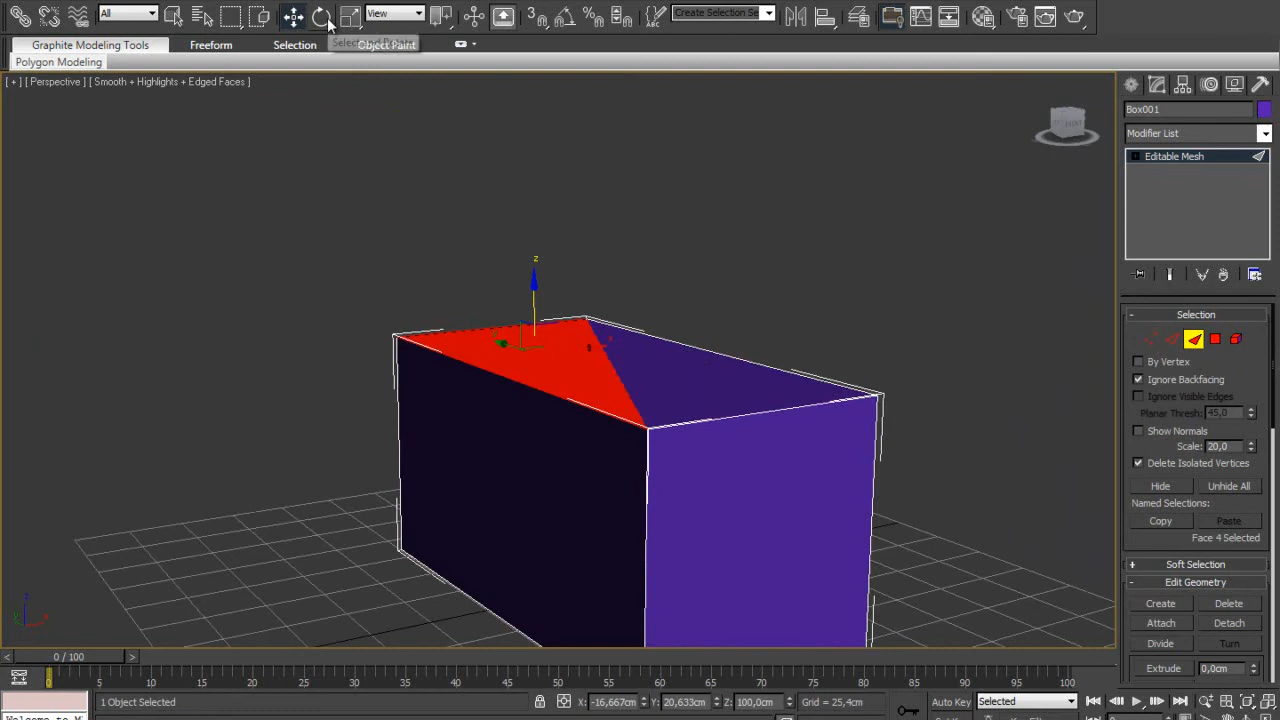 All
View
Create Selection Se
Graphite Modeling Tools
Freeform
Selection
Object Paint
Polygon Modeling
[ + ] [ Perspective ] [ Smooth + Highlights + Edged Faces ]
Box001
Modifier List
Editable Mesh
z
Selection
By Vertex
Ignore Backfacing
Ignore Visible Edges
Planar Thresh: 45,0
Show Normals
Scale: 20,0
Delete Isolated Vertices
Hide Unhide All
Named Selections:
Copy Paste
Face 4 Selected
Soft Selection
Edit Geometry
Create Delete
Attach Detach
Divide Turn
Extrude 0,0cm
z
x
0 / 100
5 10 15 20 25 30 35 40 45 50 55 60 65 70 75 80 85 90 95 100
1 Object Selected X: -16,667cm Y: 20,633cm Z: 100,0cm Grid = 25,4cm Auto Key Selected
Welcome to M